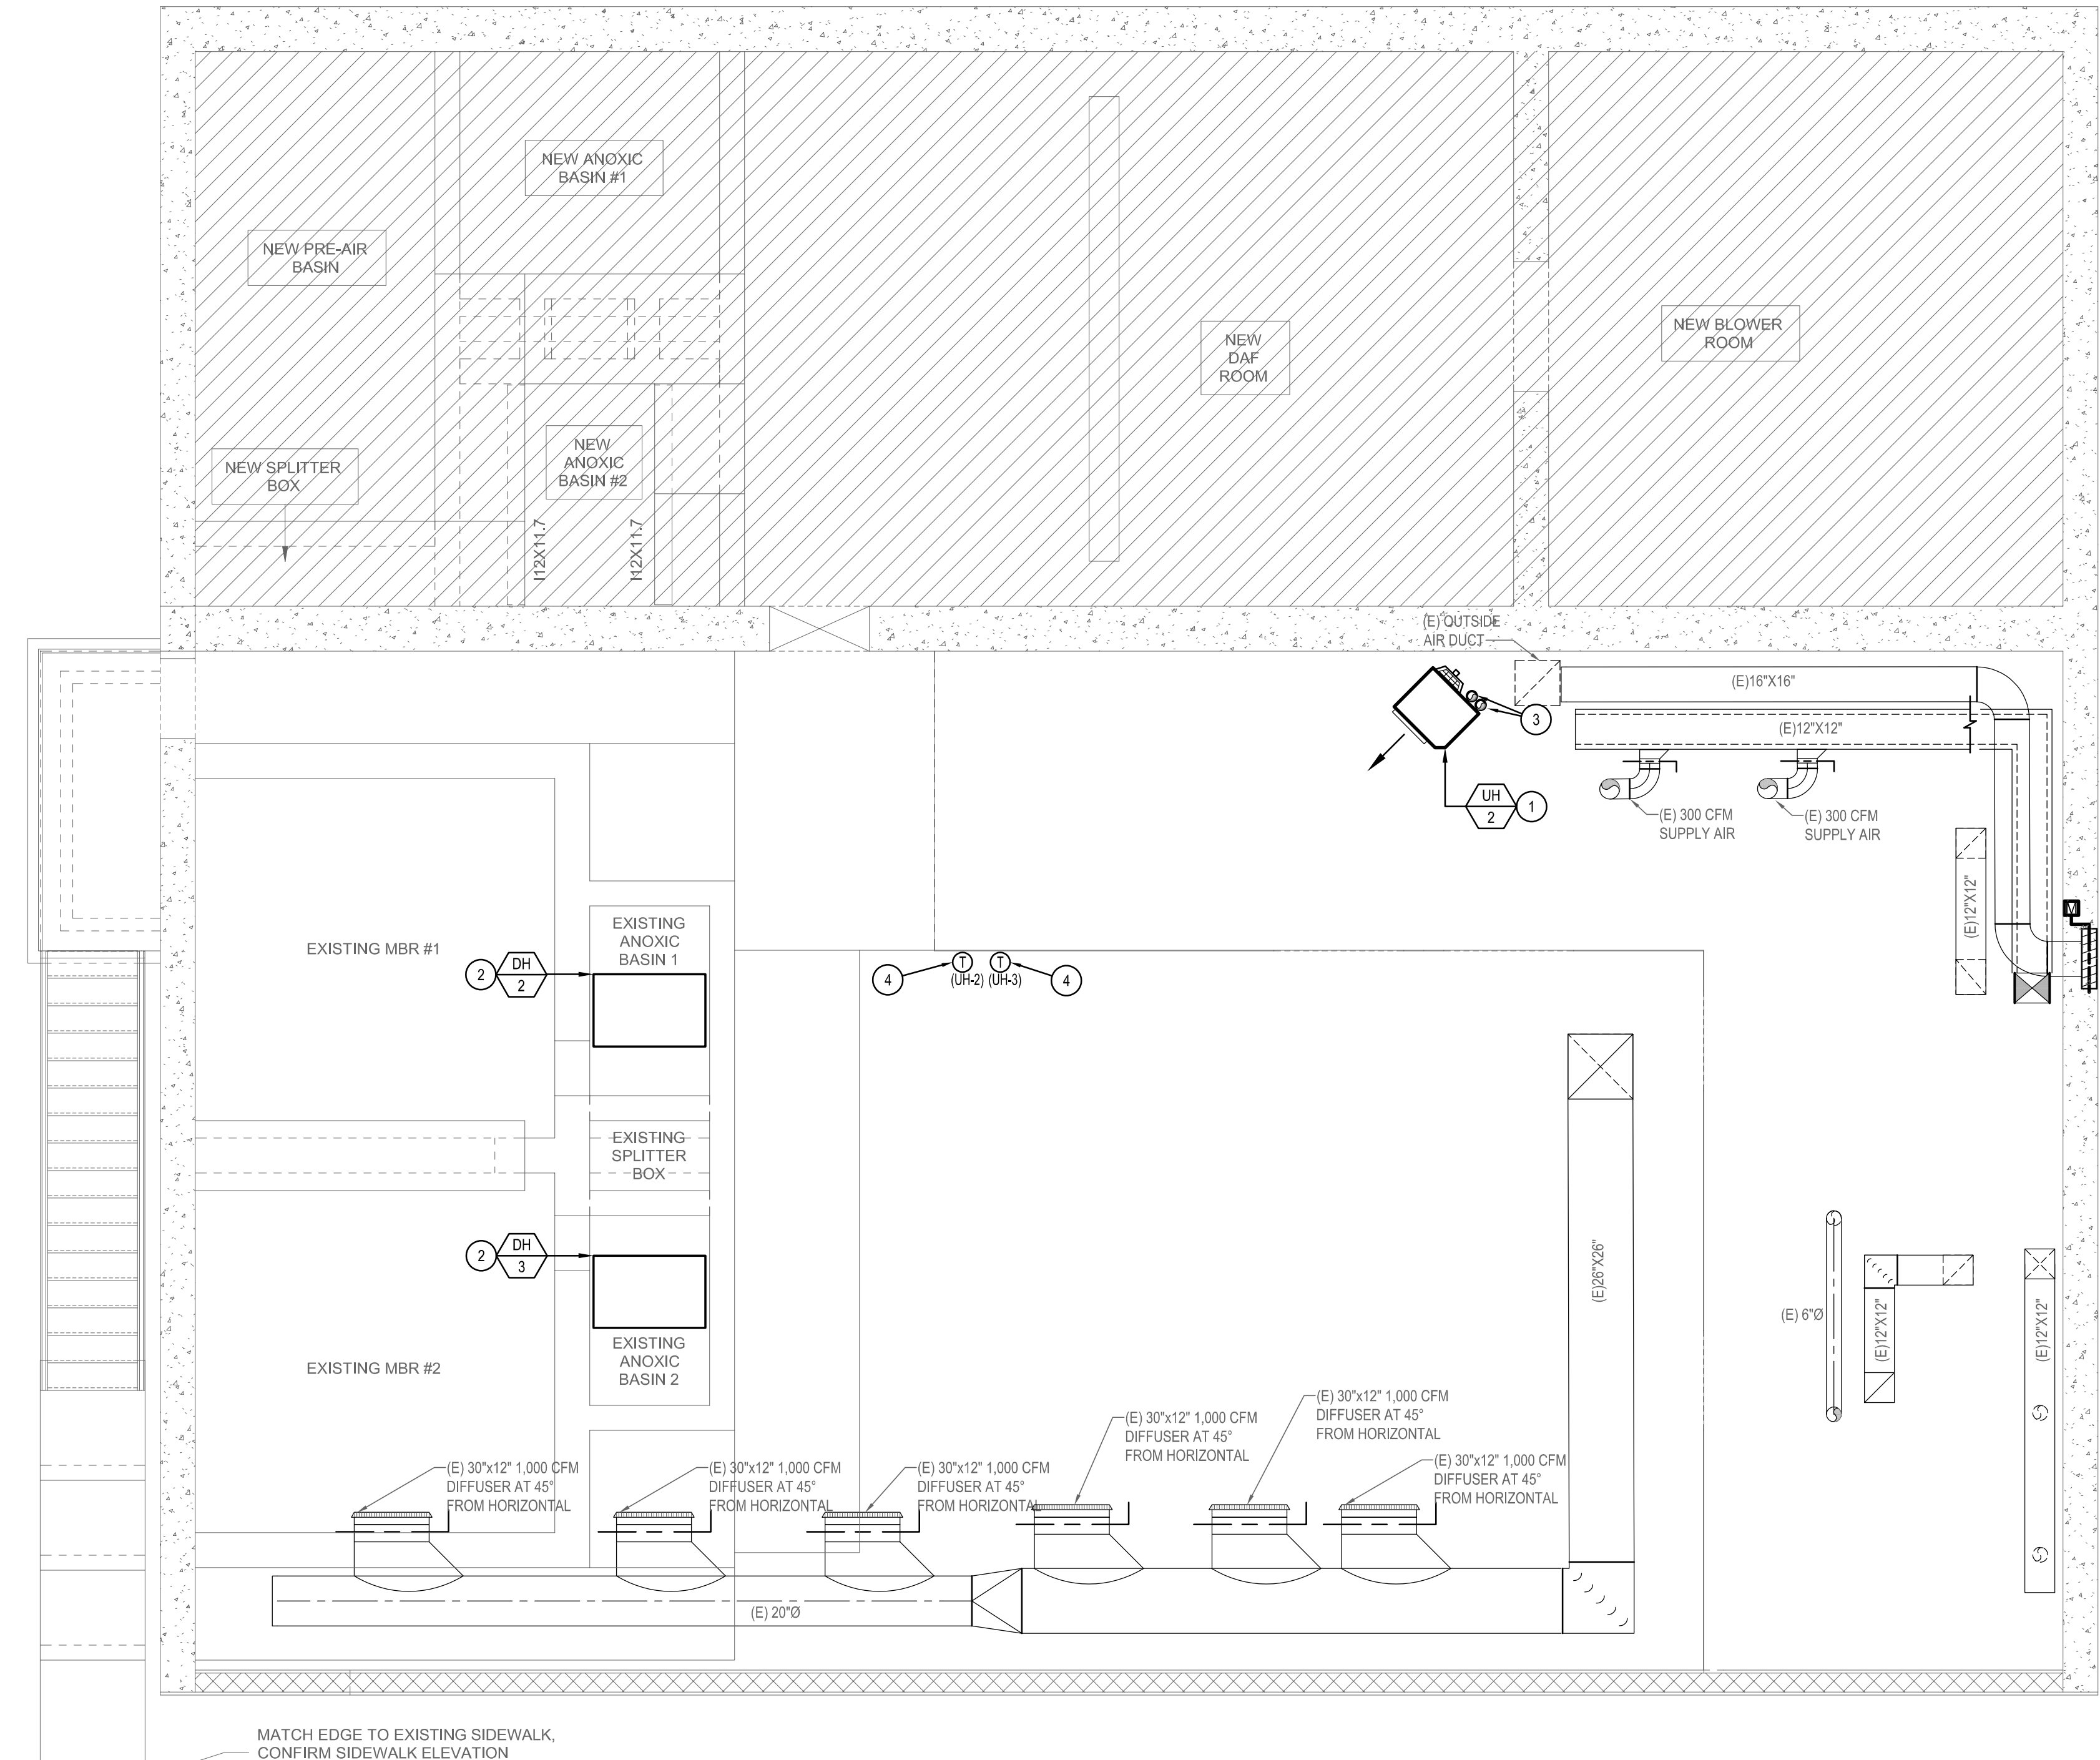 NEW ANOXIC
BASIN #1
NEW PRE-AIR
BASIN
NEW BLOWER
ROOM
NEW
DAF
ROOM
NEW
ANOXIC
BASIN #2
NEW SPLITTER
BOX
I12X11.7
I12X11.7
(E) OUTSIDE
AIR DUCT
(E)16"X16"
3
(E)12"X12"
UH
2
1
(E) 300 CFM
SUPPLY AIR
(E) 300 CFM
SUPPLY AIR
(E)12"X12"
M
EXISTING MBR #1
EXISTING
ANOXIC
BASIN 1
2
DH
2
4
T
(UH-2)
T
(UH-3)
4
EXISTING
SPLITTER
BOX
2
DH
3
EXISTING MBR #2
EXISTING
ANOXIC
BASIN 2
(E)26"X26"
(E) 6"Ø
(E)12"X12"
(E)12"X12"
(E) 30"x12" 1,000 CFM
DIFFUSER AT 45°
FROM HORIZONTAL
(E) 30"x12" 1,000 CFM
DIFFUSER AT 45°
FROM HORIZONTAL
(E) 30"x12" 1,000 CFM
DIFFUSER AT 45°
FROM HORIZONTAL
(E) 30"x12" 1,000 CFM
DIFFUSER AT 45°
FROM HORIZONTAL
(E) 30"x12" 1,000 CFM
DIFFUSER AT 45°
FROM HORIZONTAL
(E) 30"x12" 1,000 CFM
DIFFUSER AT 45°
FROM HORIZONTAL
(E) 20"Ø
MATCH EDGE TO EXISTING SIDEWALK,
CONFIRM SIDEWALK ELEVATION